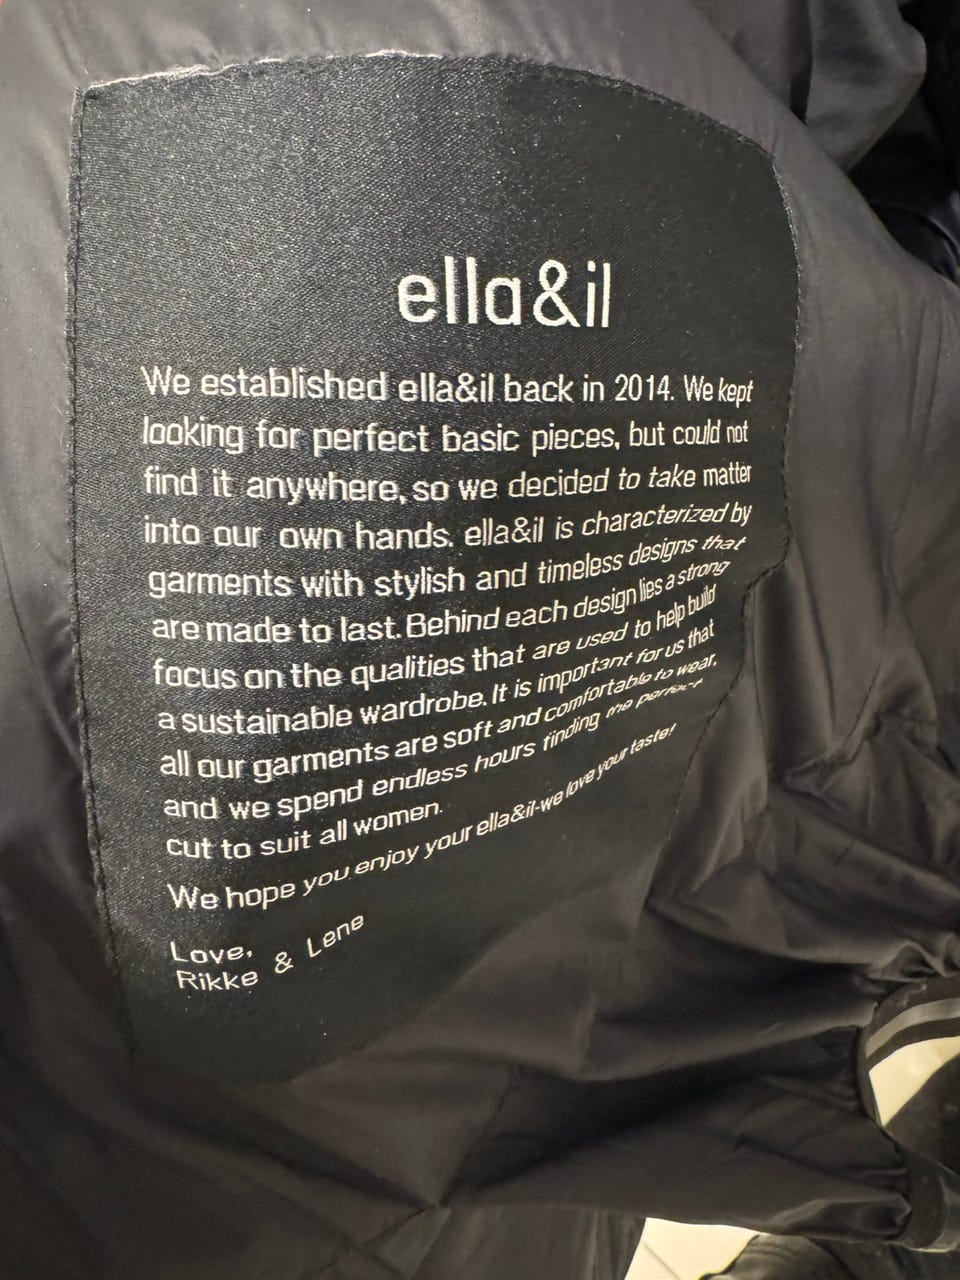 ella&il
We established ella&il back in 2014. We kept
looking for perfect basic pieces, but could not
find it anywhere, so we decided to take matter
into our own hands. ella&il is characterized by
garments with stylish and timeless designs that
are made to last. Behind each design lies a strong
focus on the qualities that are used to help build
a sustainable wardrobe. It is important for us that
all our garments are soft and comfortable to wear,
and we spend endless hours finding the perfect
cut to suit all women.
We hope you enjoy your ella&il-we love your taste!
Love,
Rikke & Lene